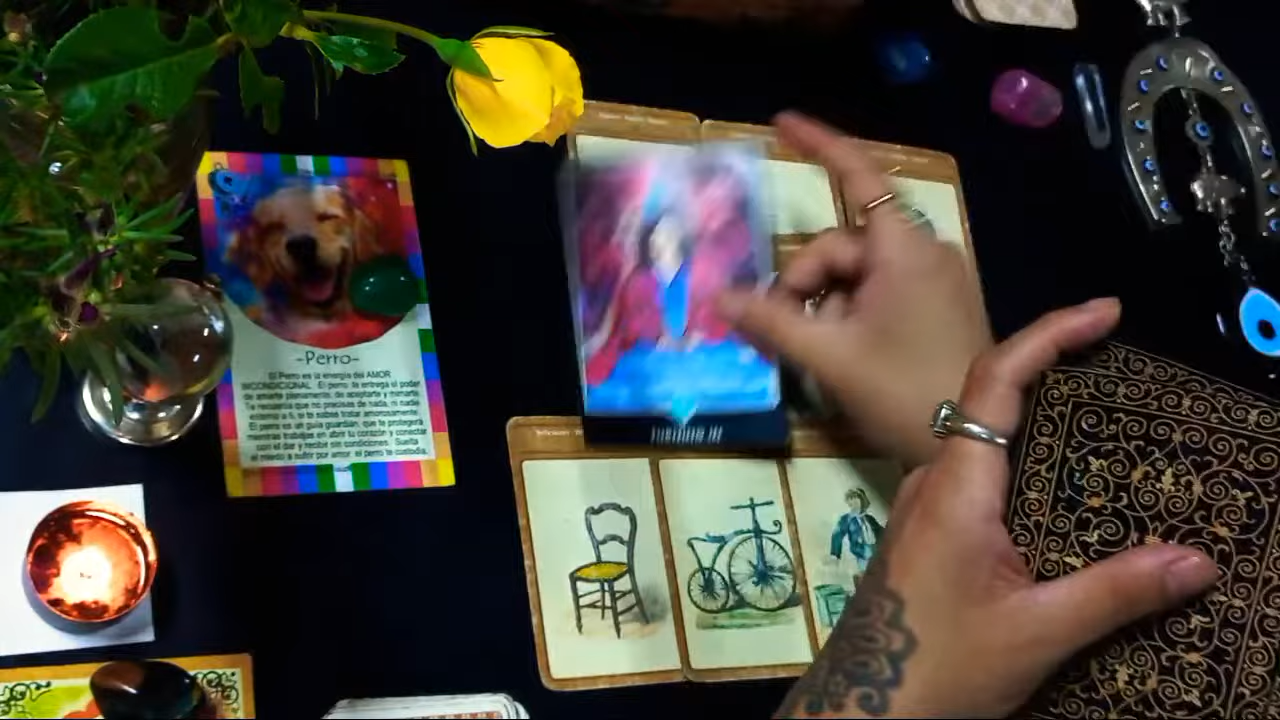 -Perro-
El Perro es la energía del AMOR
INCONDICIONAL. El perro te entrega el poder
de amarte plenamente, de aceptarte y mimarte.
Te recuerda que no precisas de nada, ni nadie
externo a ti, si te sabes tratar amorosamente.
El perro es un guía guardián, que te protegerá
mientras trabajas en abrir tu corazón y conectar
con el dar y recibir sin condiciones. Suelta
el miedo a sufrir por amor, el perro te custodia.